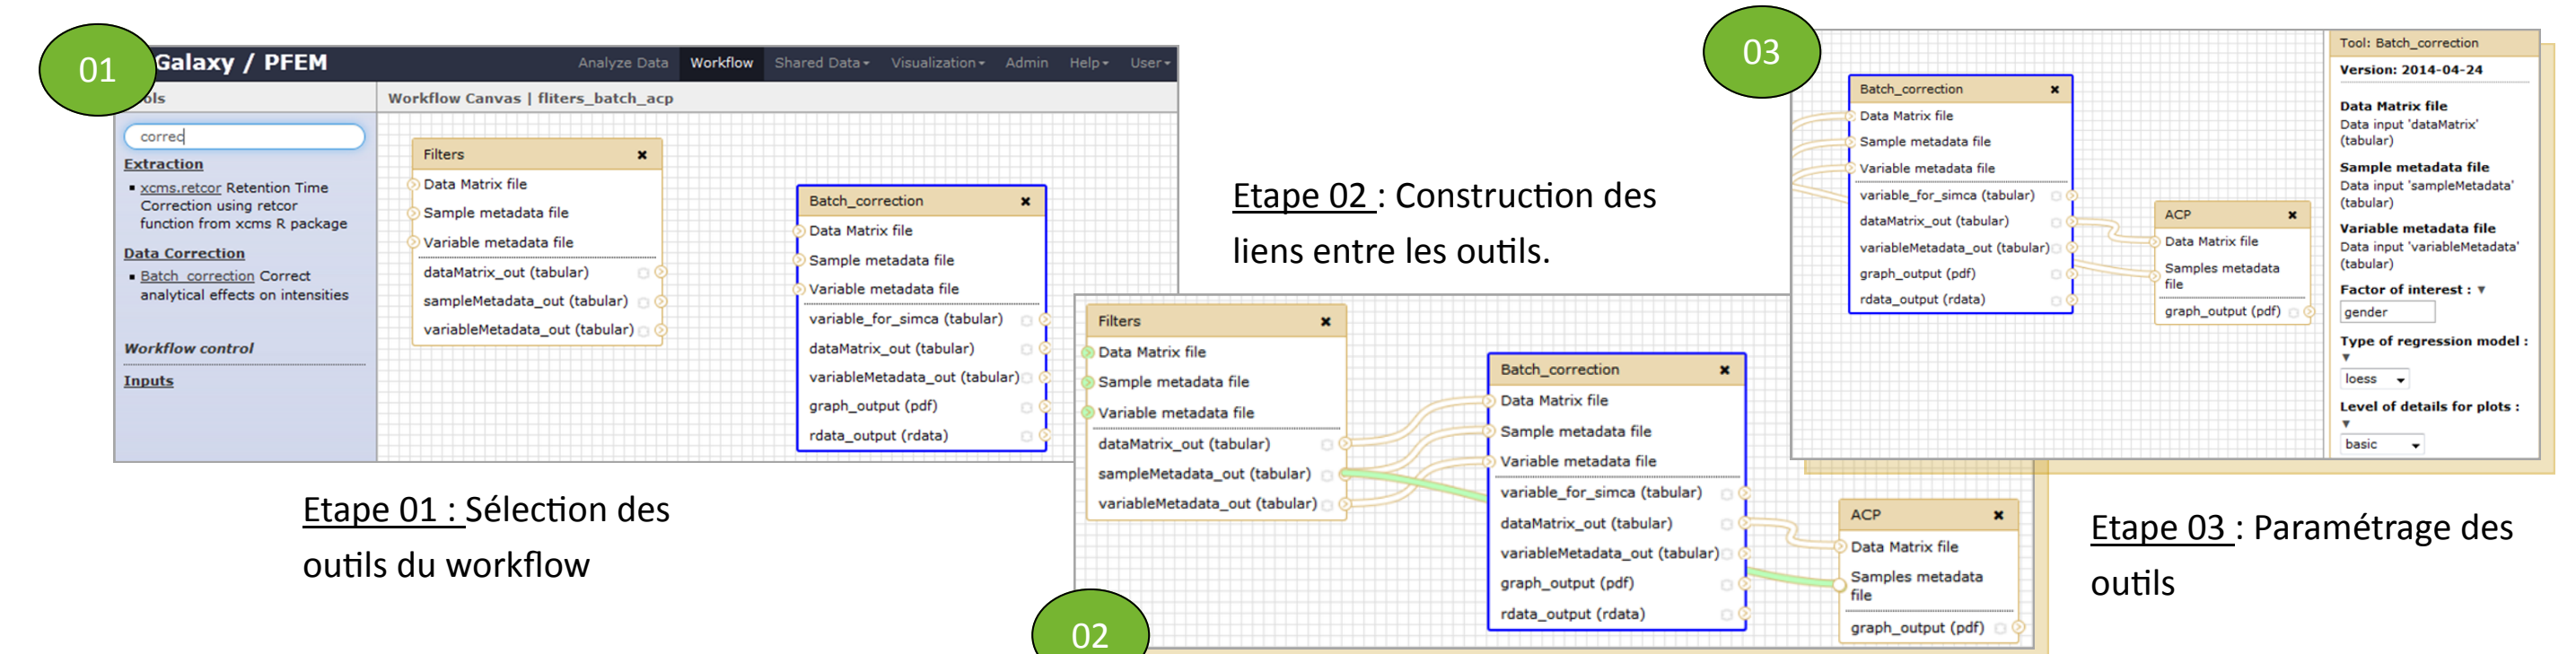 01
Galaxy / PFEM
Analyze Data Workflow Shared Data Visualization Admin Help User
ols
Workflow Canvas | fliters_batch_acp
correc
Extraction
xcms.retcor Retention Time
Correction using retcor
function from xcms R package
Data Correction
Batch_correction Correct
analytical effects on intensities
Workflow control
Inputs
Filters
Data Matrix file
Sample metadata file
Variable metadata file
dataMatrix_out (tabular)
sampleMetadata_out (tabular)
variableMetadata_out (tabular)
Batch_correction
Data Matrix file
Sample metadata file
Variable metadata file
variable_for_simca (tabular)
dataMatrix_out (tabular)
variableMetadata_out (tabular)
graph_output (pdf)
rdata_output (rdata)
Etape 01 : Sélection des
outils du workflow
Etape 02 : Construction des
liens entre les outils.
02
Filters
Data Matrix file
Sample metadata file
Variable metadata file
dataMatrix_out (tabular)
sampleMetadata_out (tabular)
variableMetadata_out (tabular)
Batch_correction
Data Matrix file
Sample metadata file
Variable metadata file
variable_for_simca (tabular)
dataMatrix_out (tabular)
variableMetadata_out (tabular)
graph_output (pdf)
rdata_output (rdata)
ACP
Data Matrix file
Samples metadata
file
graph_output (pdf)
03
Batch_correction
Data Matrix file
Sample metadata file
Variable metadata file
variable_for_simca (tabular)
dataMatrix_out (tabular)
variableMetadata_out (tabular)
graph_output (pdf)
rdata_output (rdata)
ACP
Data Matrix file
Samples metadata
file
graph_output (pdf)
Tool: Batch_correction
Version: 2014-04-24
Data Matrix file
Data input 'dataMatrix'
(tabular)
Sample metadata file
Data input 'sampleMetadata'
(tabular)
Variable metadata file
Data input 'variableMetadata'
(tabular)
Factor of interest :
gender
Type of regression model :
loess
Level of details for plots :
basic
Etape 03 : Paramétrage des
outils